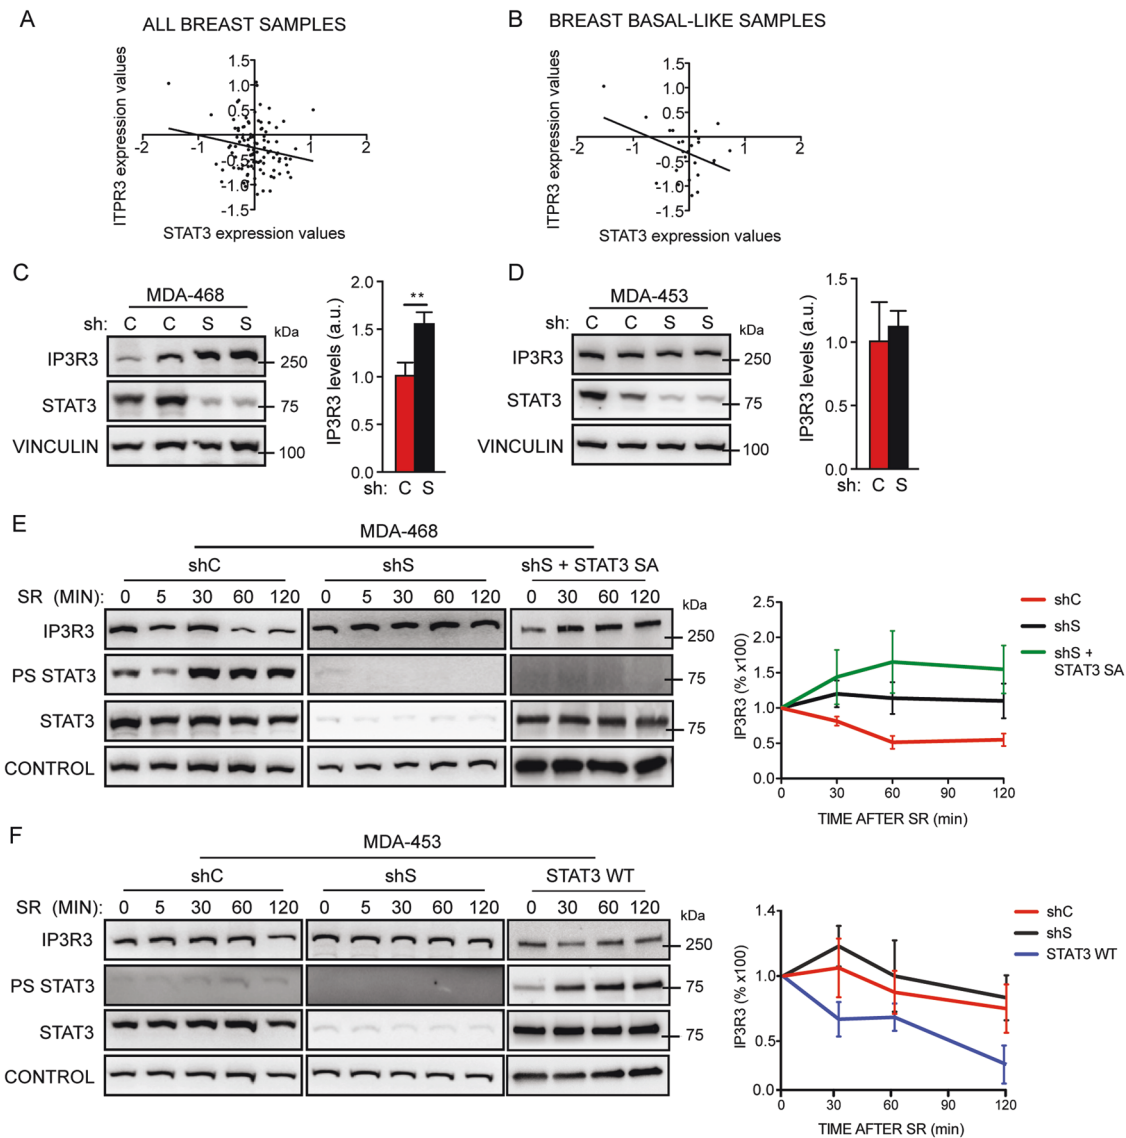 A
ALL BREAST SAMPLES
ITPR3 expression values
1.5
1.0
0.5
-2
-1
1
2
-0.5
-1.0
-1.5
STAT3 expression values
B
BREAST BASAL-LIKE SAMPLES
ITPR3 expression values
1.5
1.0
0.5
-2
-1
1
2
-0.5
-1.0
-1.5
STAT3 expression values
C
MDA-468
sh: C C S S
kDa
IP3R3
250
STAT3
75
VINCULIN
100
IP3R3 levels (a.u.)
2.0
**
1.5
1.0
0.5
0.0
sh: C S
D
MDA-453
sh: C C S S
kDa
IP3R3
250
STAT3
75
VINCULIN
100
IP3R3 levels (a.u.)
1.5
1.0
0.5
0.0
sh: C S
E
MDA-468
shC shS shS + STAT3 SA
SR (MIN): 0 5 30 60 120 0 5 30 60 120 0 30 60 120
kDa
IP3R3
250
PS STAT3
75
STAT3
75
CONTROL
IP3R3 (% x100)
2.5
2.0
1.5
1.0
0.5
0.0
0 30 60 90 120
TIME AFTER SR (min)
shC
shS
shS +
STAT3 SA
F
MDA-453
shC shS STAT3 WT
SR (MIN): 0 5 30 60 120 0 5 30 60 120 0 30 60 120
kDa
IP3R3
250
PS STAT3
75
STAT3
75
CONTROL
IP3R3 (% x100)
1.4
1.0
0.5
0.0
0 30 60 90 120
TIME AFTER SR (min)
shC
shS
STAT3 WT